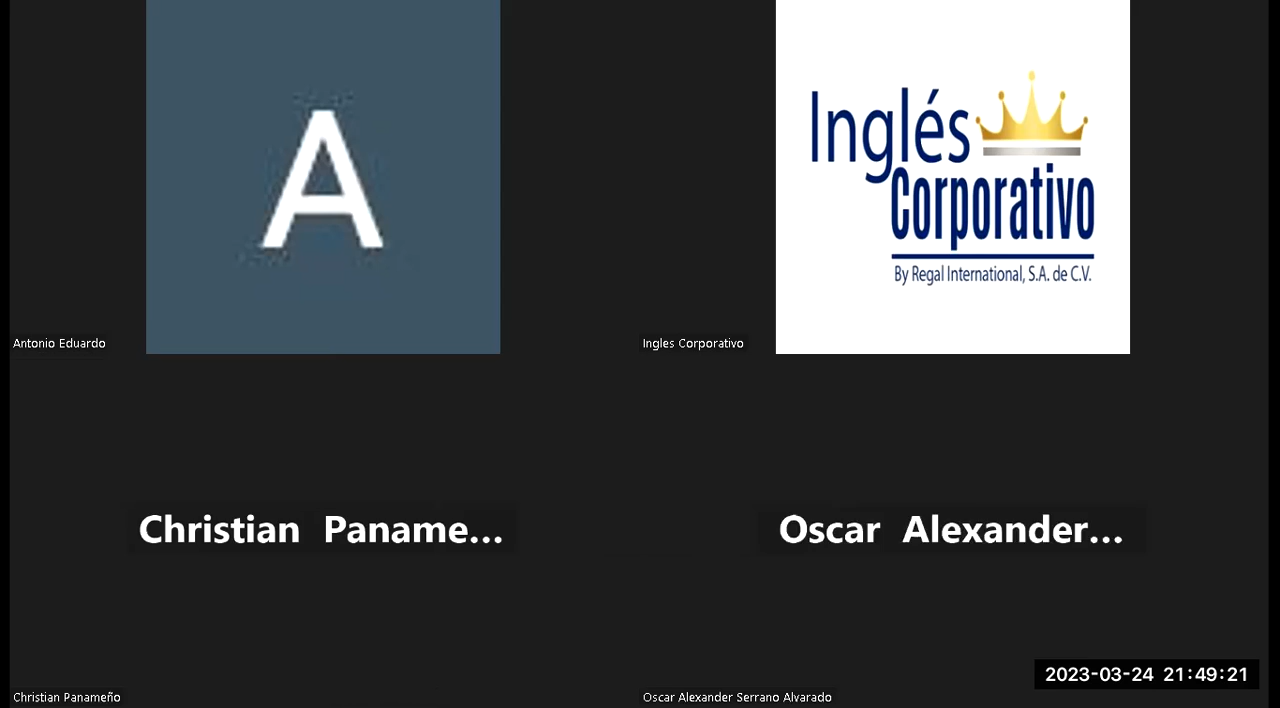 A
Inglés
Corporativo
By Regal International, S.A. de C.V.
Antonio Eduardo
Ingles Corporativo
Christian Paname...
Oscar Alexander...
2023-03-24 21:49:21
Christian Panameño
Oscar Alexander Serrano Alvarado